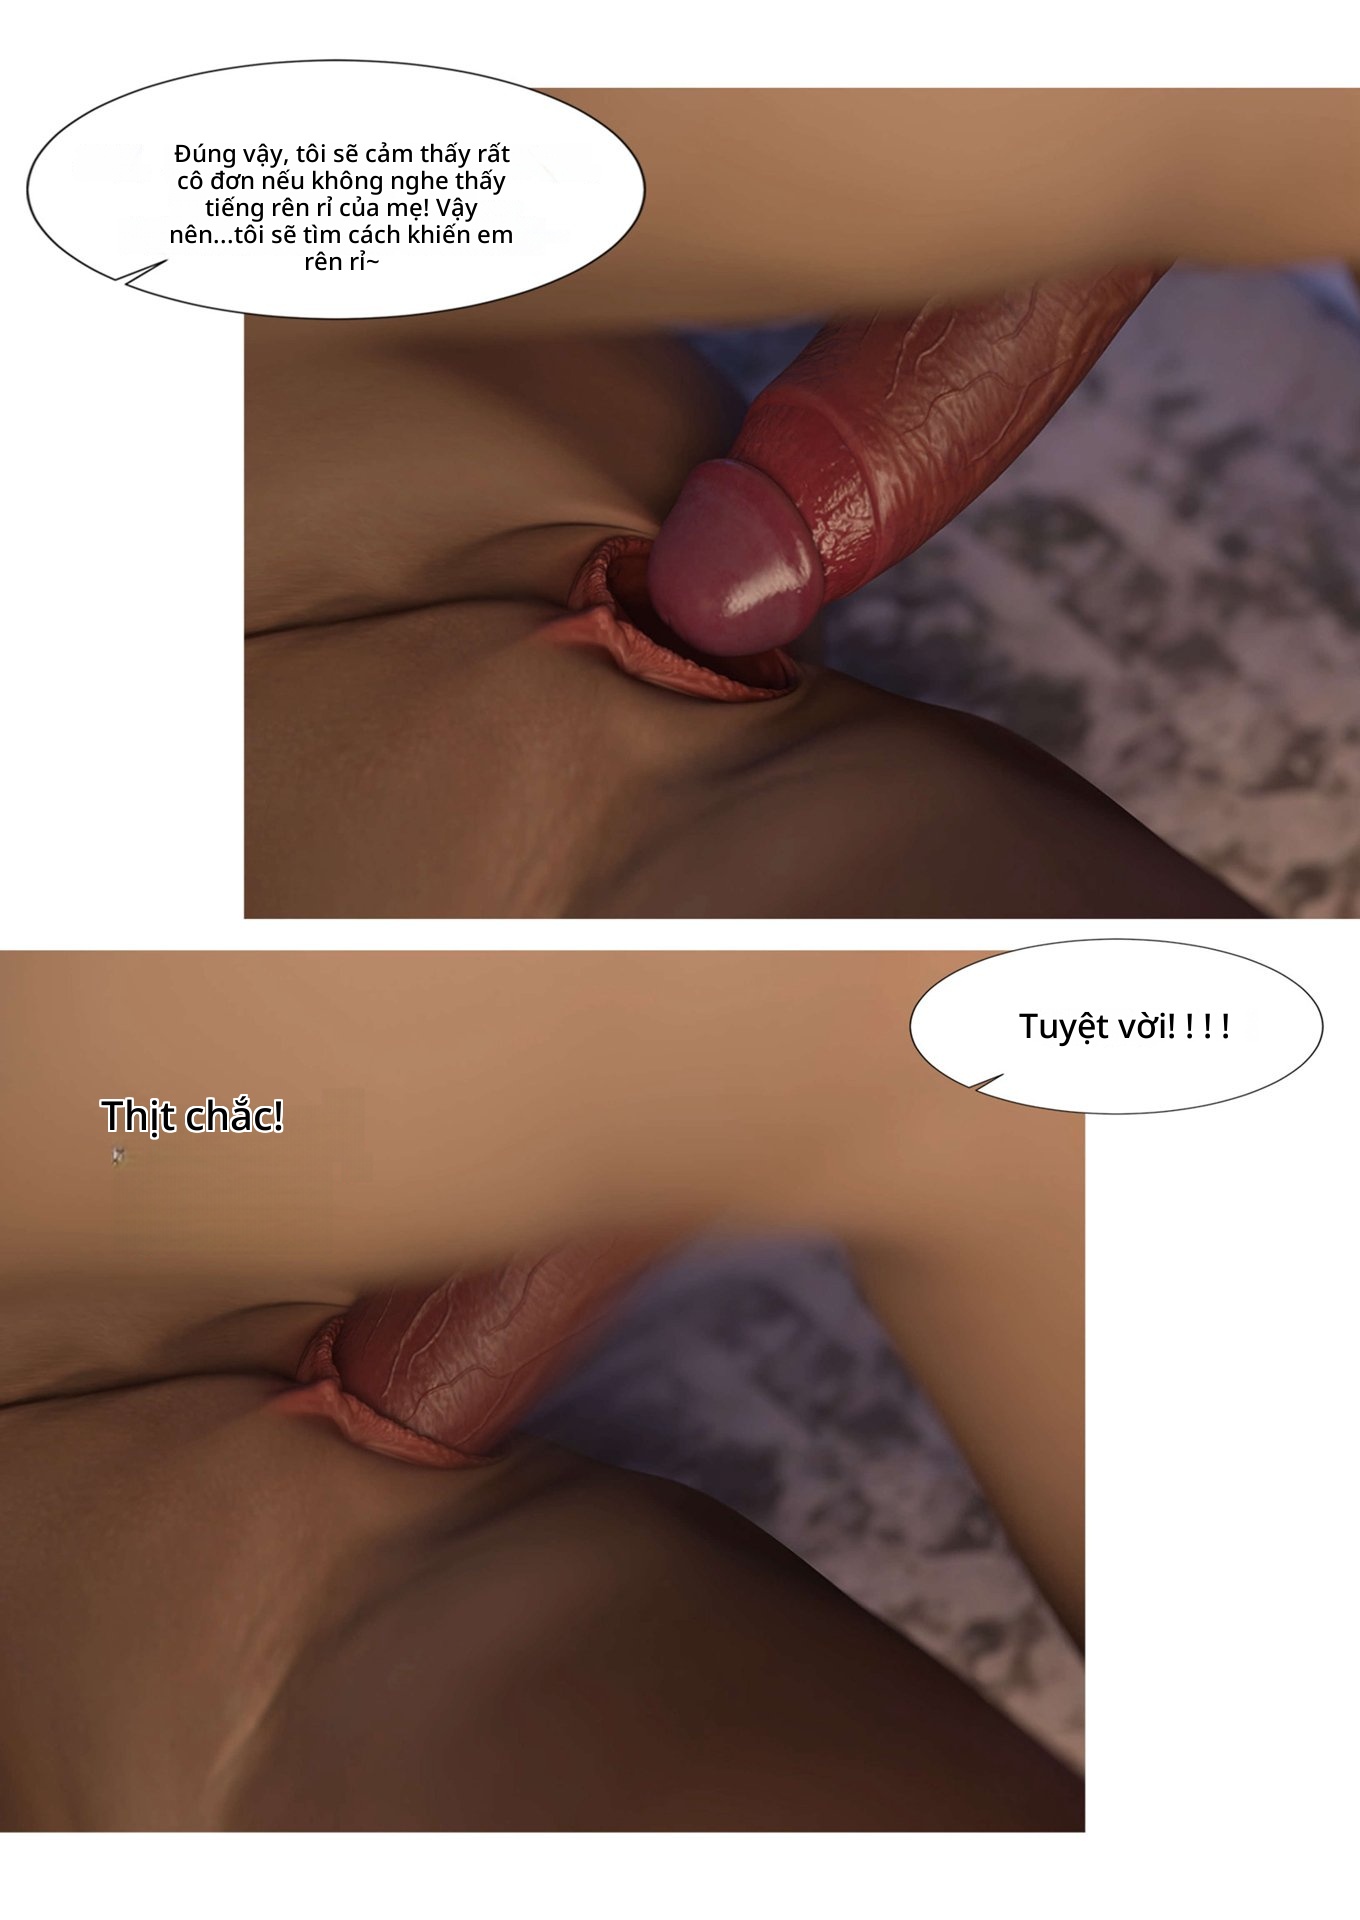 Đúng vậy, tôi sẽ cảm thấy rất
cô đơn nếu không nghe thấy
tiếng rên rỉ của mẹ! Vậy
nên...tôi sẽ tìm cách khiến em
rên rỉ~
Tuyệt vời! ! ! !
Thịt chắc!